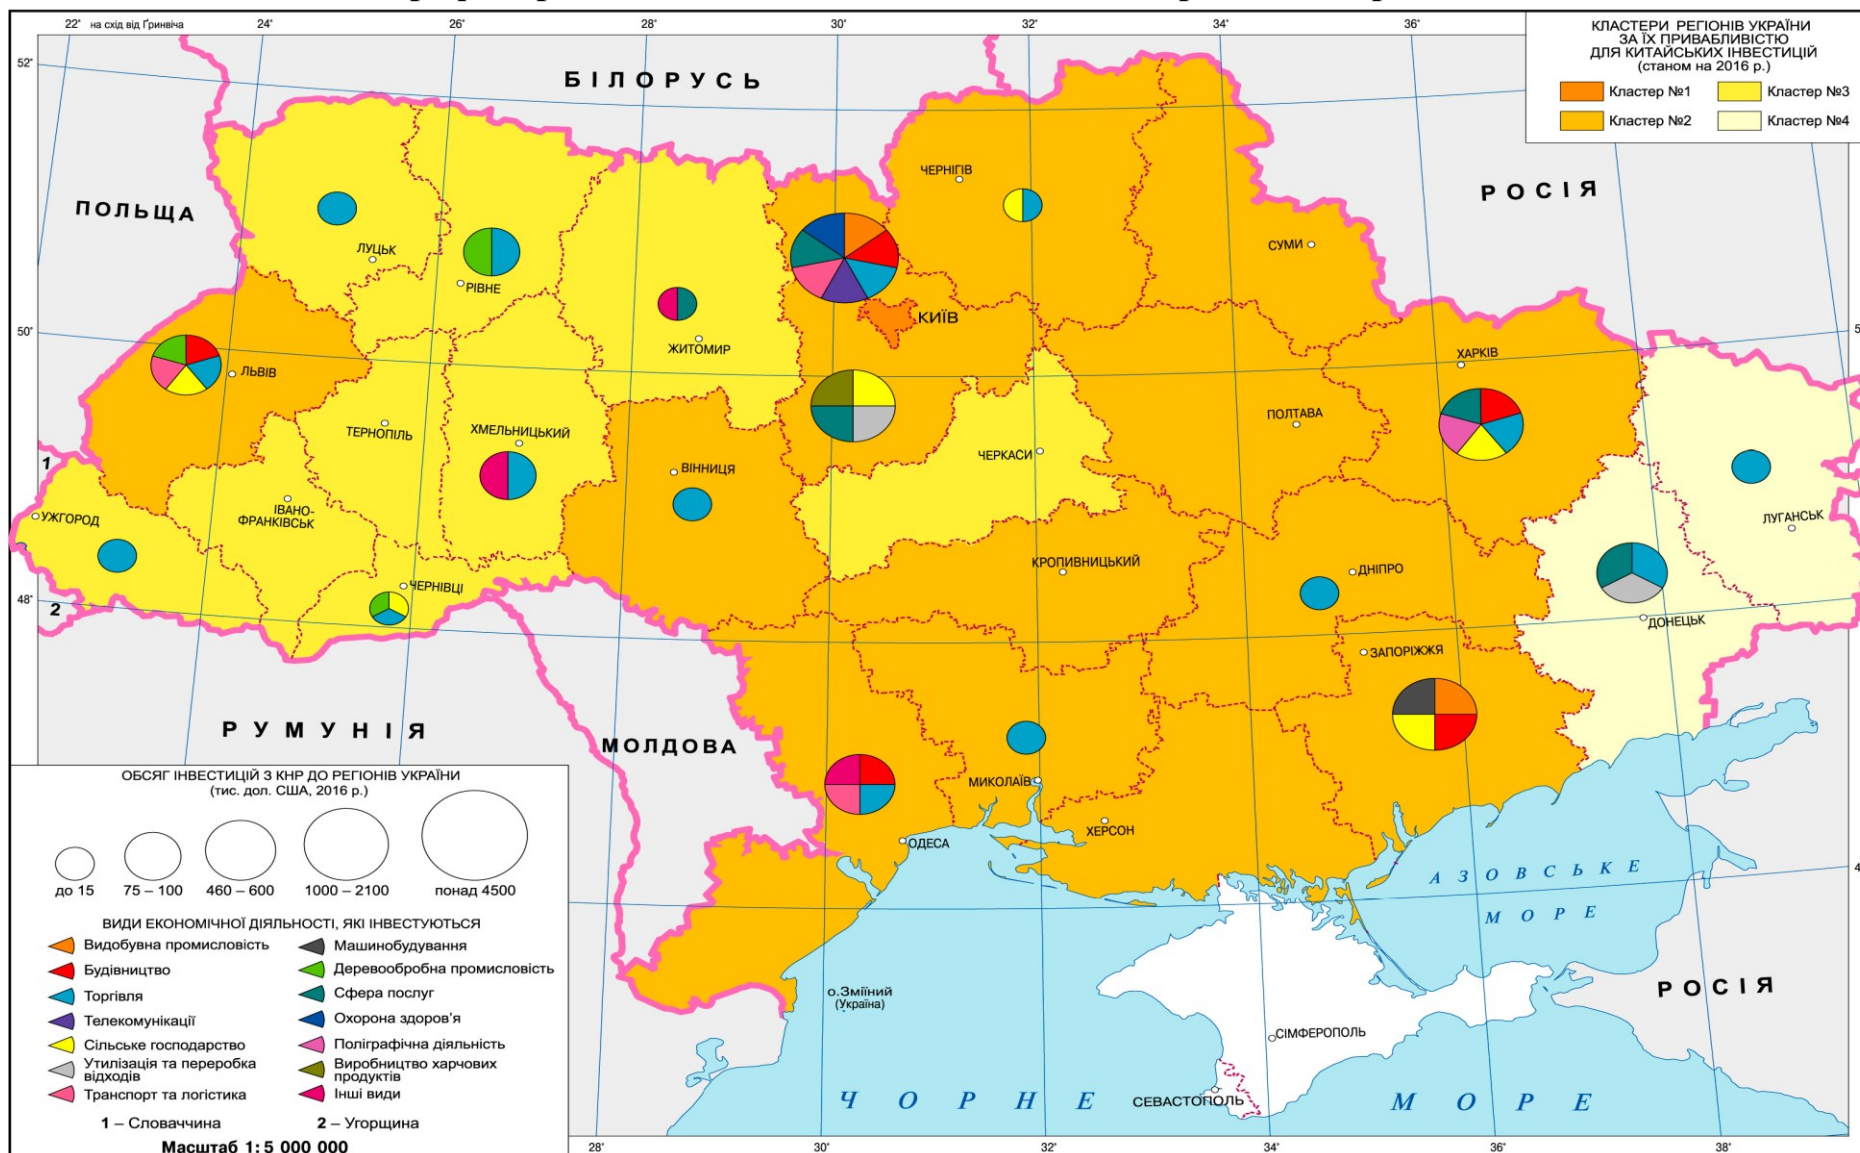 22°
на схід від Ґринвіча
24°
26°
28°
30°
32°
34°
36°
КЛАСТЕРИ РЕГІОНІВ УКРАЇНИ
ЗА ЇХ ПРИВАБЛИВІСТЮ
ДЛЯ КИТАЙСЬКИХ ІНВЕСТИЦІЙ
(станом на 2016 р.)
Кластер №1
Кластер №3
Кластер №2
Кластер №4
52°
БІЛОРУСЬ
ПОЛЬЩА
РОСІЯ
ЧЕРНІГІВ
СУМИ
ЛУЦЬК
РІВНЕ
50°
КИЇВ
ЖИТОМИР
ХАРКІВ
ЛЬВІВ
ТЕРНОПІЛЬ
ХМЕЛЬНИЦЬКИЙ
ПОЛТАВА
ВІННИЦЯ
ЧЕРКАСИ
1
УЖГОРОД
ІВАНО-
ФРАНКІВСЬК
ЛУГАНСЬК
КРОПИВНИЦЬКИЙ
ДНІПРО
ЧЕРНІВЦІ
48°
2
ДОНЕЦЬК
ЗАПОРІЖЖЯ
РУМУНІЯ
МОЛДОВА
МИКОЛАЇВ
ХЕРСОН
ОДЕСА
АЗОВСЬКЕ
МОРЕ
РОСІЯ
о.Зміїний
(Україна)
СІМФЕРОПОЛЬ
СЕВАСТОПОЛЬ
ЧОРНЕ МОРЕ
ОБСЯГ ІНВЕСТИЦІЙ З КНР ДО РЕГІОНІВ УКРАЇНИ
(тис. дол. США, 2016 р.)
до 15
75 – 100
460 – 600
1000 – 2100
понад 4500
ВИДИ ЕКОНОМІЧНОЇ ДІЯЛЬНОСТІ, ЯКІ ІНВЕСТУЮТЬСЯ
Видобувна промисловість
Машинобудування
Будівництво
Деревообробна промисловість
Торгівля
Сфера послуг
Телекомунікації
Охорона здоров'я
Сільське господарство
Поліграфічна діяльність
Утилізація та переробка
відходів
Виробництво харчових
продуктів
Транспорт та логістика
Інші види
1 – Словаччина
2 – Угорщина
Масштаб 1: 5 000 000
28°
30°
32°
34°
36°
38°